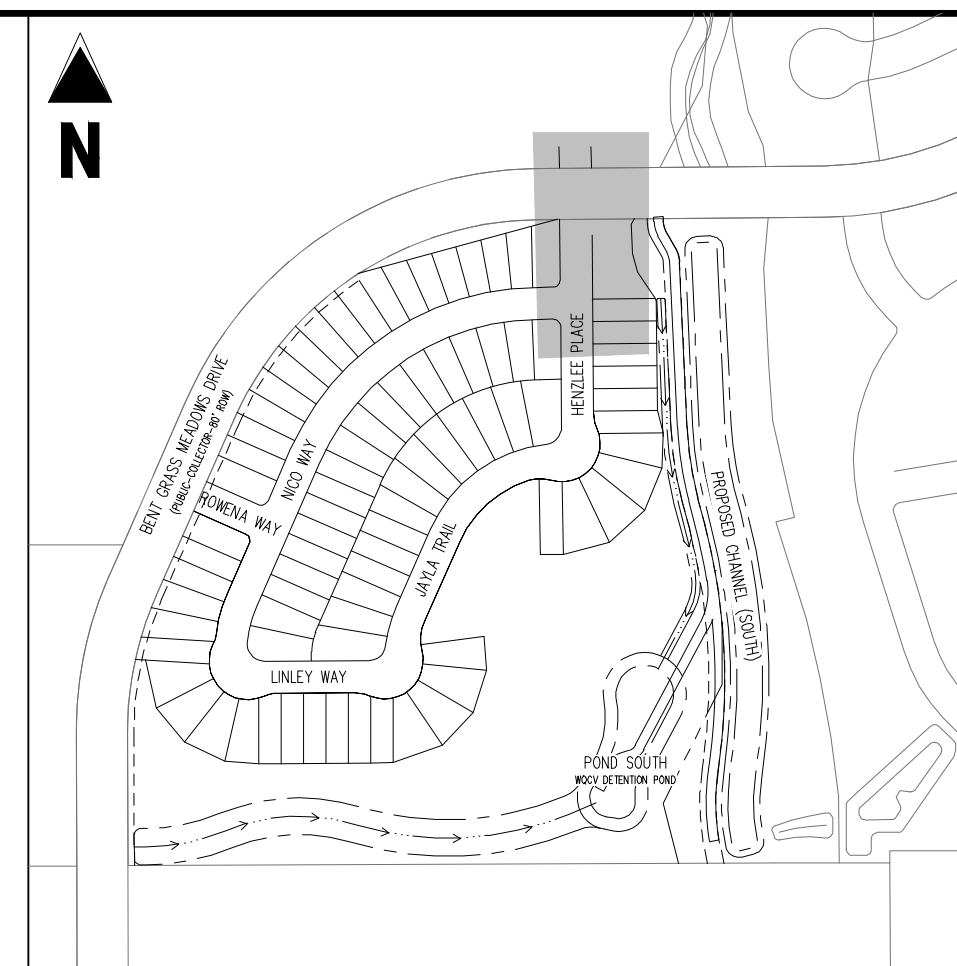 N
BENT GRASS MEADOWS DRIVE
(PUBLIC-COLLECTOR-80' ROW)
HENZLEE PLACE
NICO WAY
ROWENA WAY
JAYLA TRAIL
PROPOSED CHANNEL (SOUTH)
LINLEY WAY
POND SOUTH
WQCV DETENTION POND